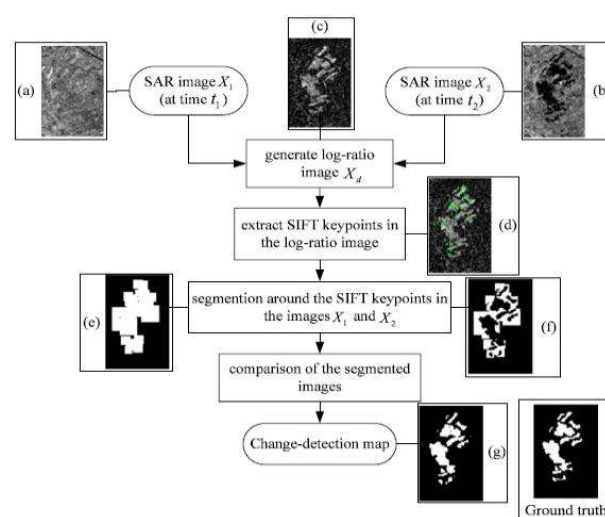 (c)
(a)
SAR image X₁
(at time t₁)
SAR image X₂
(at time t₂)
(b)
generate log-ratio
image X_d
extract SIFT keypoints in
the log-ratio image
(d)
(e)
segmention around the SIFT keypoints in
the images X₁ and X₂
(f)
comparison of the segmented
images
Change-detection map
(g)
Ground truth